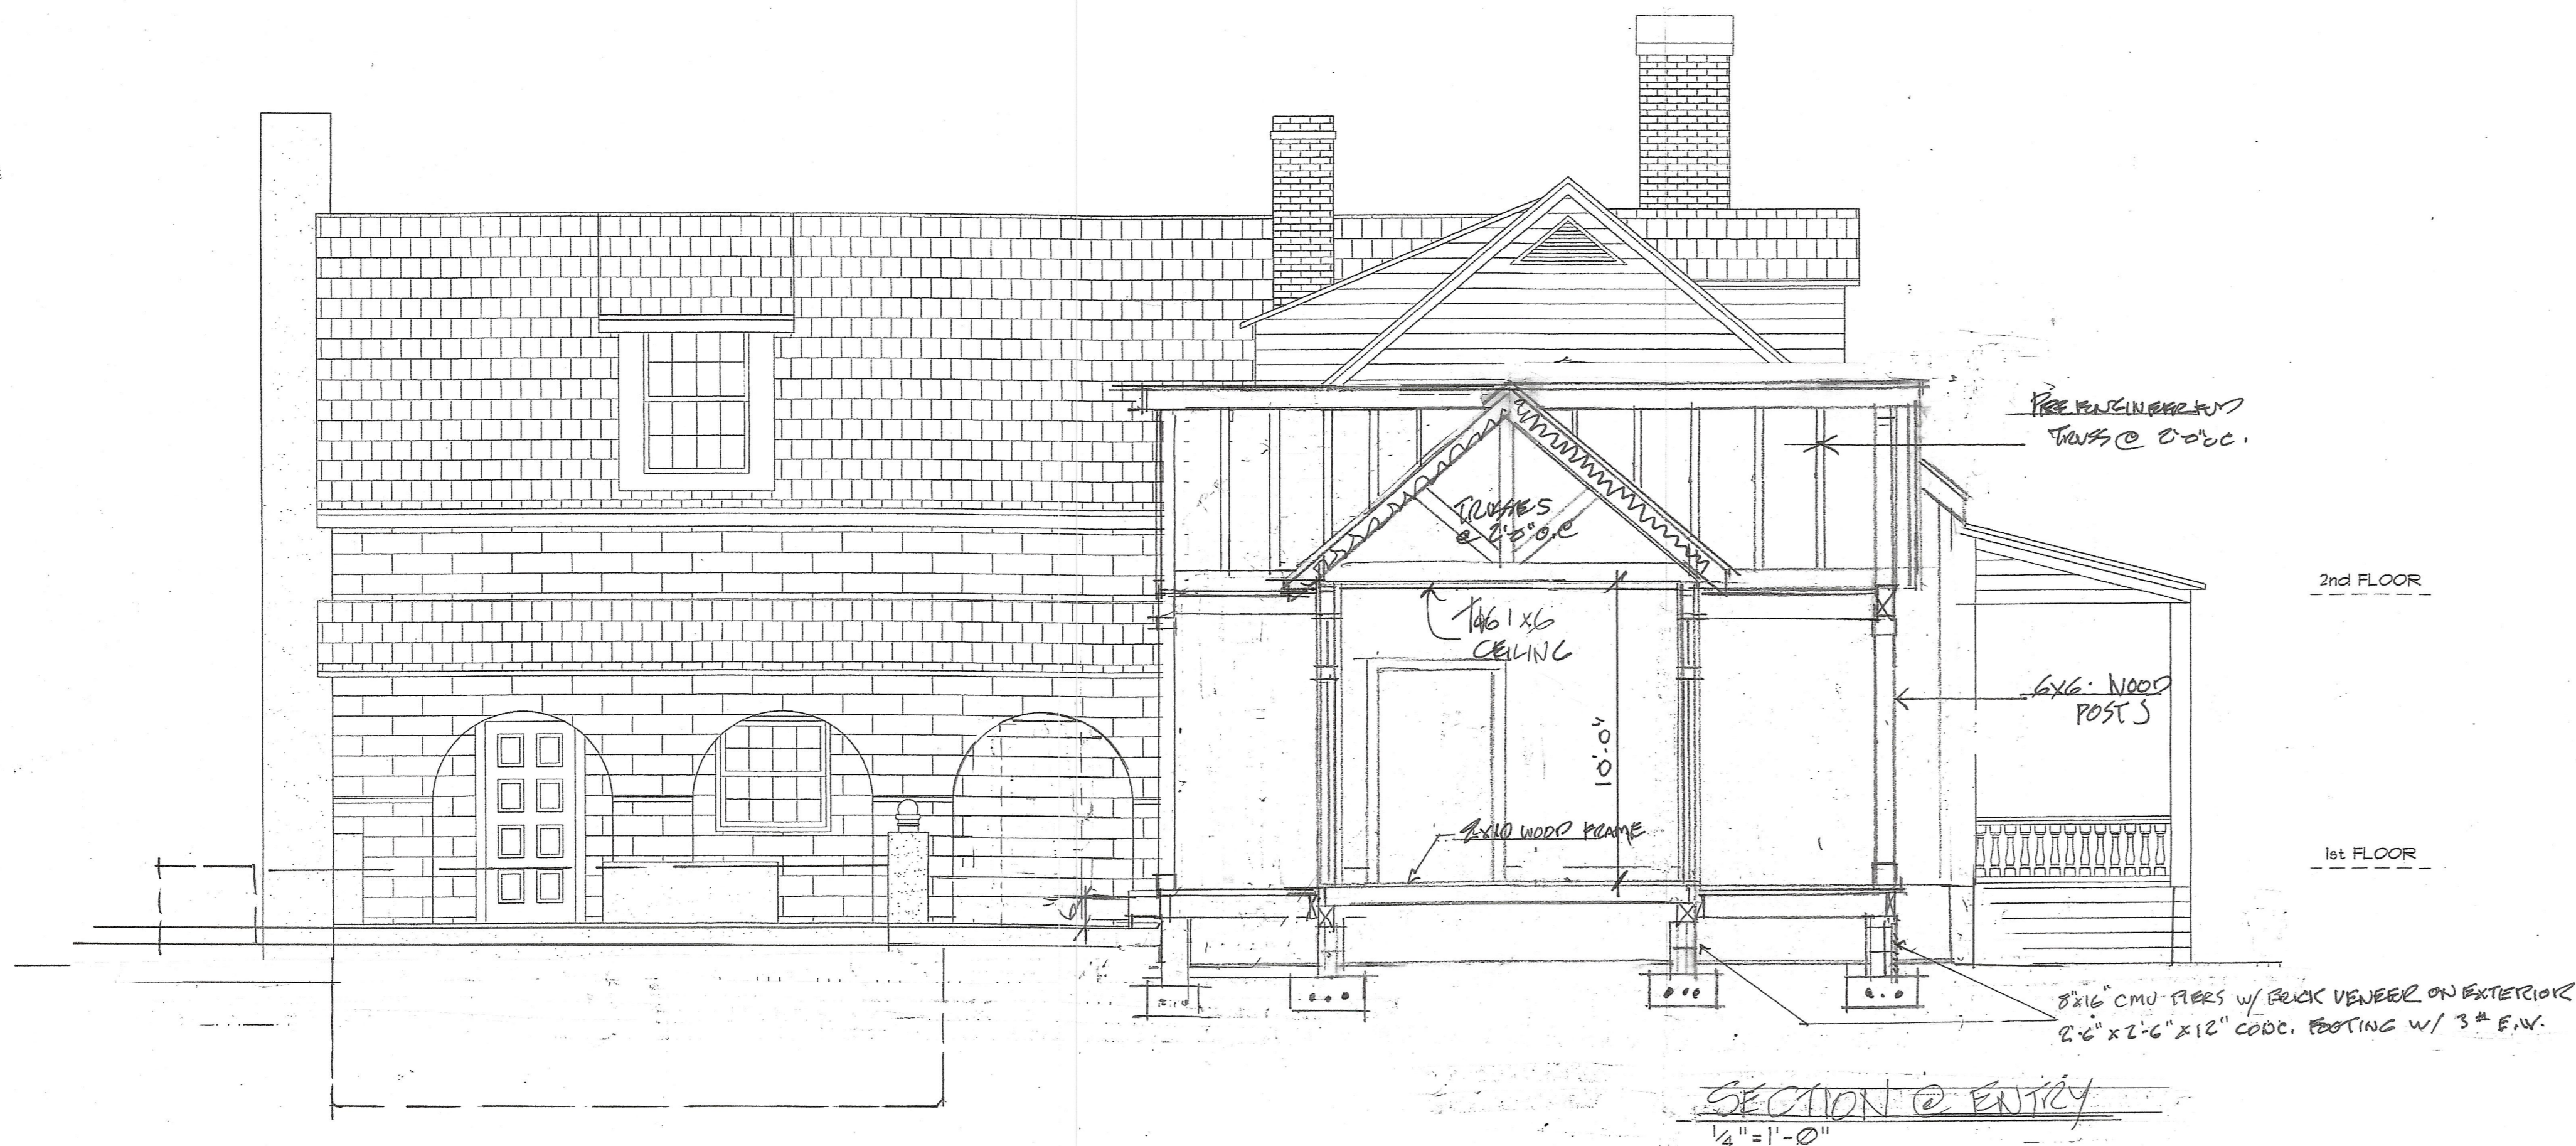 PRE ENGINEERED
TRUSS @ 2'-0" OC.
TRUSSES
@ 2'-0" O.C
2nd FLOOR
T&G 1X6
CEILING
6X6 WOOD
POSTS
10'-0"
2X10 WOOD FRAME
1st FLOOR
6"
8"x16" CMU PIERS W/ BRICK VENEER ON EXTERIOR
2'-6" X 2'-6" X 12" CONC. FOOTING W/ 3 # E.W.
SECTION @ ENTRY
1/4" = 1'-0"